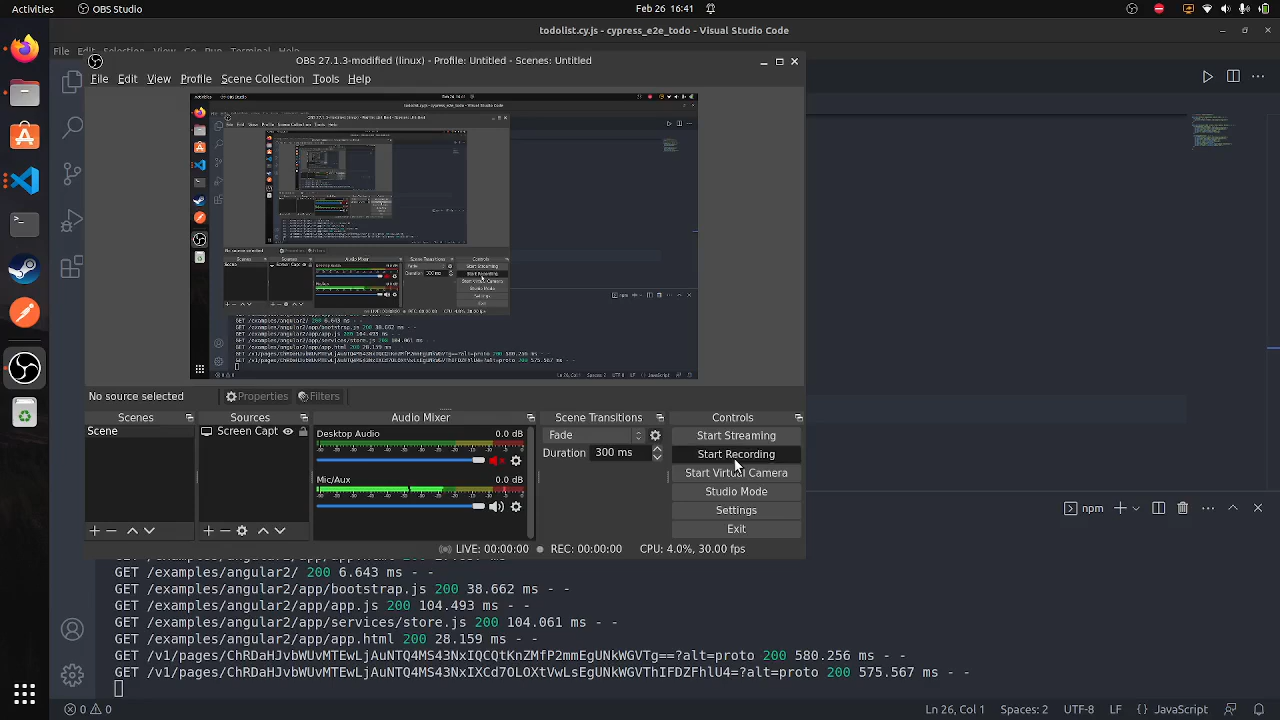 Activities
OBS Studio
Feb 26 16:41
todolist.cy.js - cypress_e2e_todo - Visual Studio Code
File Edit Selection View Go Run Terminal Help
OBS 27.1.3-modified (linux) - Profile: Untitled - Scenes: Untitled
File Edit View Profile Scene Collection Tools Help
No source selected
Properties
Filters
Scenes
Sources
Audio Mixer
Scene Transitions
Controls
Scene
Screen Capt
Desktop Audio 0.0 dB
Mic/Aux 0.0 dB
Fade
Duration 300 ms
Start Streaming
Start Recording
Start Virtual Camera
Studio Mode
Settings
Exit
LIVE: 00:00:00
REC: 00:00:00
CPU: 4.0%, 30.00 fps
npm
GET /examples/angular2/ 200 6.643 ms - -
GET /examples/angular2/app/bootstrap.js 200 38.662 ms - -
GET /examples/angular2/app/app.js 200 104.493 ms - -
GET /examples/angular2/app/services/store.js 200 104.061 ms - -
GET /examples/angular2/app/app.html 200 28.159 ms - -
GET /v1/pages/ChRDaHJvbWUvMTEwLjAuNTQ4MS43NxIQCQtKnZMfP2mmEgUNkWGVTg==?alt=proto 200 580.256 ms - -
GET /v1/pages/ChRDaHJvbWUvMTEwLjAuNTQ4MS43NxIXCd7OLOXtVwLsEgUNkWGVThIFDZFhlU4=?alt=proto 200 575.567 ms - -
0 0
Ln 26, Col 1
Spaces: 2
UTF-8
LF
{} JavaScript